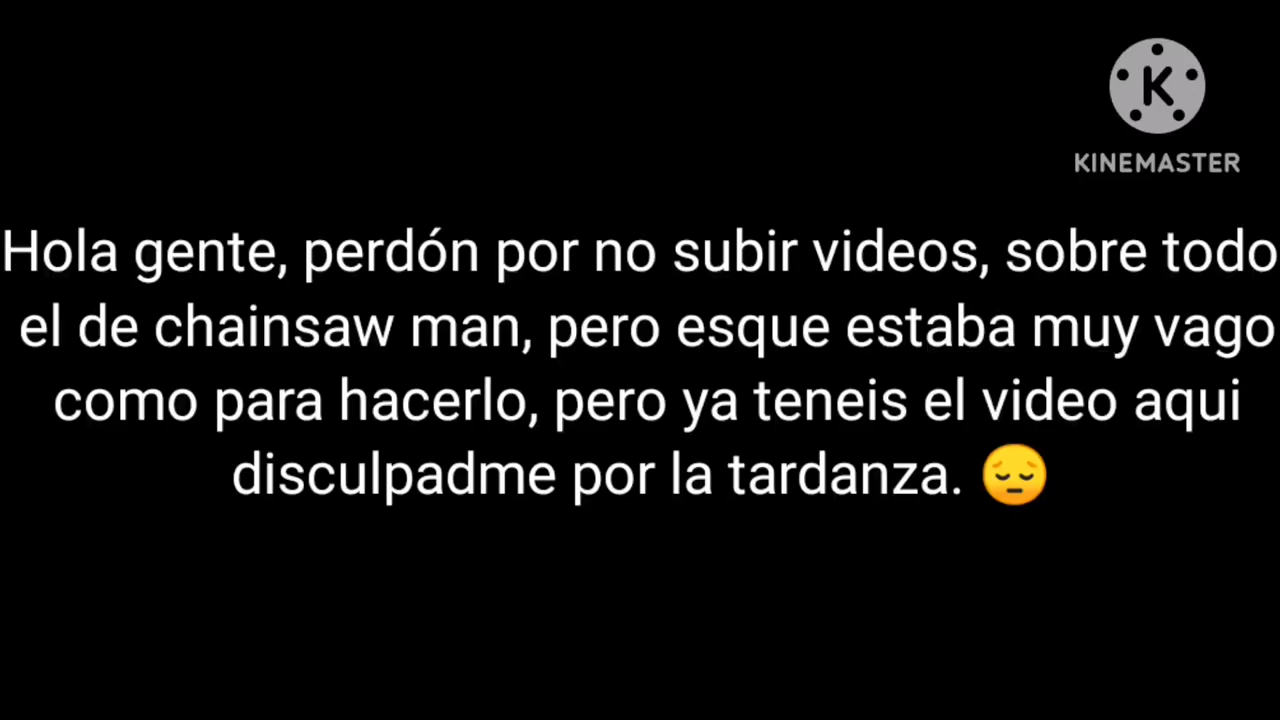 K
KINEMASTER
Hola gente, perdón por no subir videos, sobre todo
el de chainsaw man, pero esque estaba muy vago
como para hacerlo, pero ya teneis el video aqui
disculpadme por la tardanza. 😔